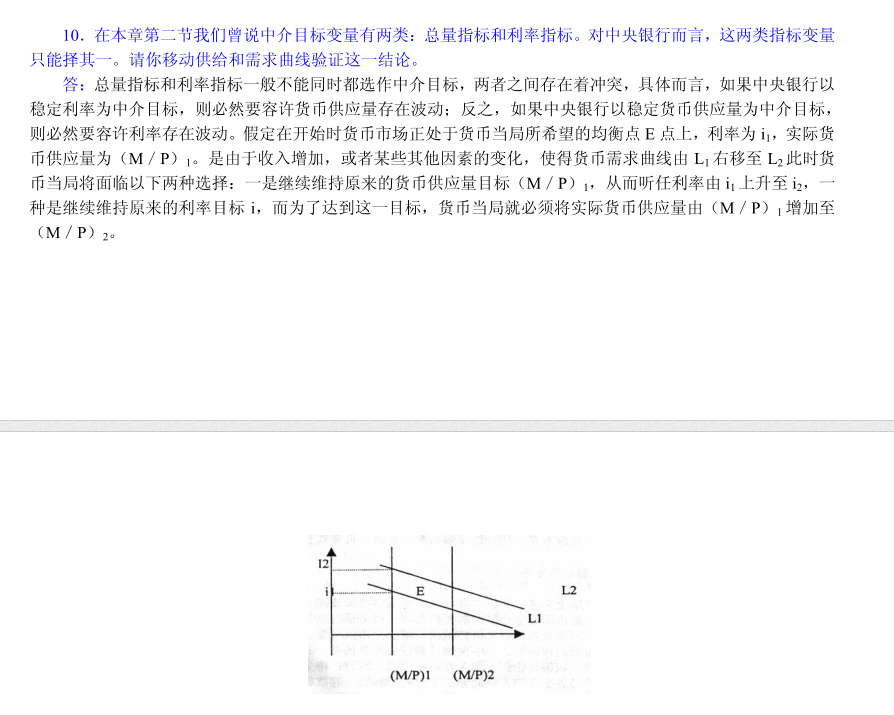 10．在本章第二节我们曾说中介目标变量有两类：总量指标和利率指标。对中央银行而言，这两类指标变量
只能择其一。请你移动供给和需求曲线验证这一结论。
答：总量指标和利率指标一般不能同时都选作中介目标，两者之间存在着冲突，具体而言，如果中央银行以
稳定利率为中介目标，则必然要容许货币供应量存在波动；反之，如果中央银行以稳定货币供应量为中介目标，
则必然要容许利率存在波动。假定在开始时货币市场正处于货币当局所希望的均衡点 E 点上，利率为 i₁，实际货
币供应量为（M／P）₁。是由于收入增加，或者某些其他因素的变化，使得货币需求曲线由 L₁右移至 L₂此时货
币当局将面临以下两种选择：一是继续维持原来的货币供应量目标（M／P）₁，从而听任利率由 i₁上升至 i₂，一
种是继续维持原来的利率目标 i，而为了达到这一目标，货币当局就必须将实际货币供应量由（M／P）₁增加至
（M／P）₂。
I2
i
E
L2
L1
(M/P)1 (M/P)2